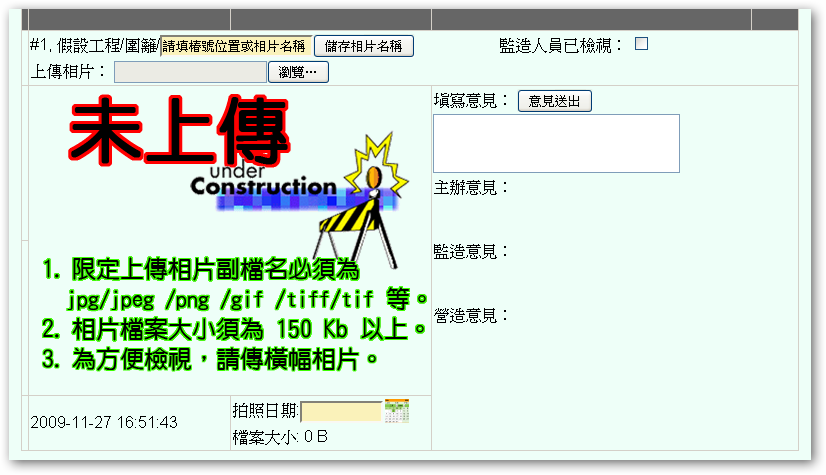 #1, 假設工程/圍籬/請填樁號位置或相片名稱 儲存相片名稱 監造人員已檢視：
上傳相片： 瀏覽…
填寫意見： 意見送出
未上傳
under
Construction
主辦意見：
監造意見：
1. 限定上傳相片副檔名必須為
jpg/jpeg /png /gif /tiff/tif 等。
營造意見：
2. 相片檔案大小須為 150 Kb 以上。
3. 為方便檢視，請傳橫幅相片。
2009-11-27 16:51:43
拍照日期:
檔案大小: 0 B